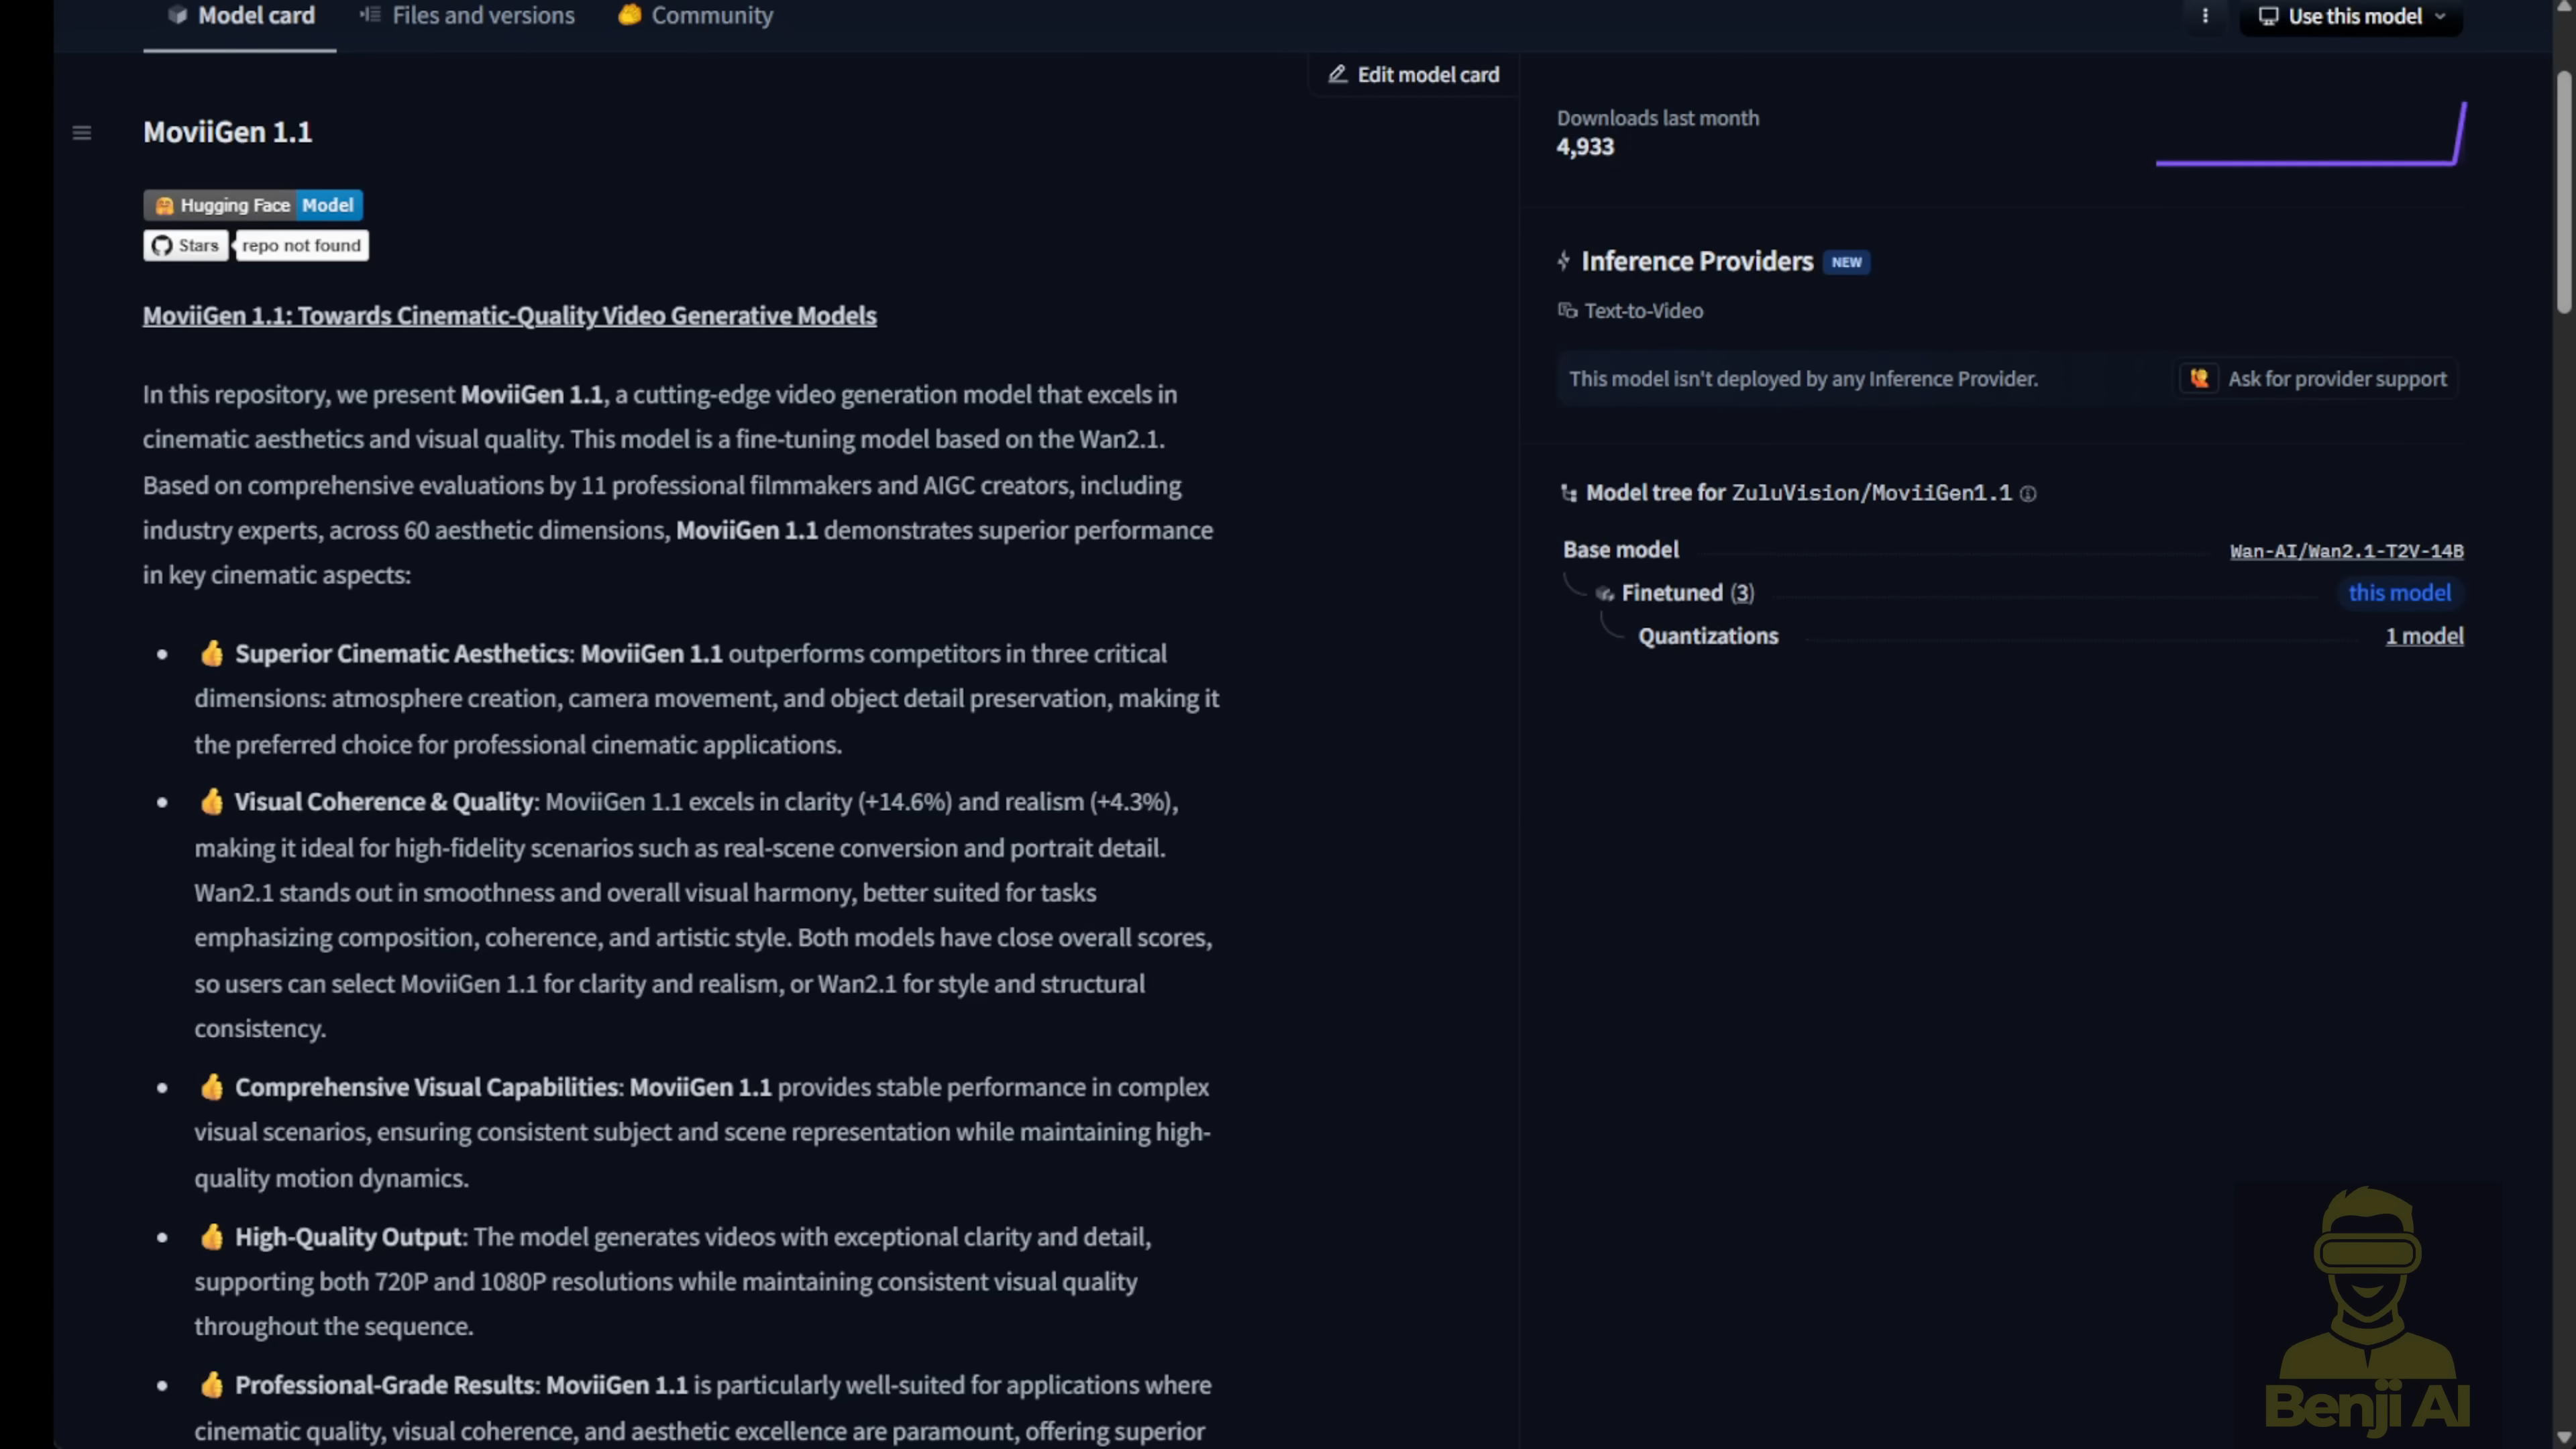 Model card
Files and versions
Community
Use this model
Edit model card
MoviiGen 1.1
Hugging Face Model
Stars repo not found
MoviiGen 1.1: Towards Cinematic-Quality Video Generative Models
In this repository, we present MoviiGen 1.1, a cutting-edge video generation model that excels in
cinematic aesthetics and visual quality. This model is a fine-tuning model based on the Wan2.1.
Based on comprehensive evaluations by 11 professional filmmakers and AIGC creators, including
industry experts, across 60 aesthetic dimensions, MoviiGen 1.1 demonstrates superior performance
in key cinematic aspects:
• 👍 Superior Cinematic Aesthetics: MoviiGen 1.1 outperforms competitors in three critical
dimensions: atmosphere creation, camera movement, and object detail preservation, making it
the preferred choice for professional cinematic applications.
• 👍 Visual Coherence & Quality: MoviiGen 1.1 excels in clarity (+14.6%) and realism (+4.3%),
making it ideal for high-fidelity scenarios such as real-scene conversion and portrait detail.
Wan2.1 stands out in smoothness and overall visual harmony, better suited for tasks
emphasizing composition, coherence, and artistic style. Both models have close overall scores,
so users can select MoviiGen 1.1 for clarity and realism, or Wan2.1 for style and structural
consistency.
• 👍 Comprehensive Visual Capabilities: MoviiGen 1.1 provides stable performance in complex
visual scenarios, ensuring consistent subject and scene representation while maintaining high-
quality motion dynamics.
• 👍 High-Quality Output: The model generates videos with exceptional clarity and detail,
supporting both 720P and 1080P resolutions while maintaining consistent visual quality
throughout the sequence.
• 👍 Professional-Grade Results: MoviiGen 1.1 is particularly well-suited for applications where
cinematic quality, visual coherence, and aesthetic excellence are paramount, offering superior
Downloads last month
4,933
Inference Providers NEW
Text-to-Video
This model isn't deployed by any Inference Provider.
Ask for provider support
Model tree for ZuluVision/MoviiGen1.1
Base model
Wan-AI/Wan2.1-T2V-14B
Finetuned (3)
this model
Quantizations
1 model
Benji AI